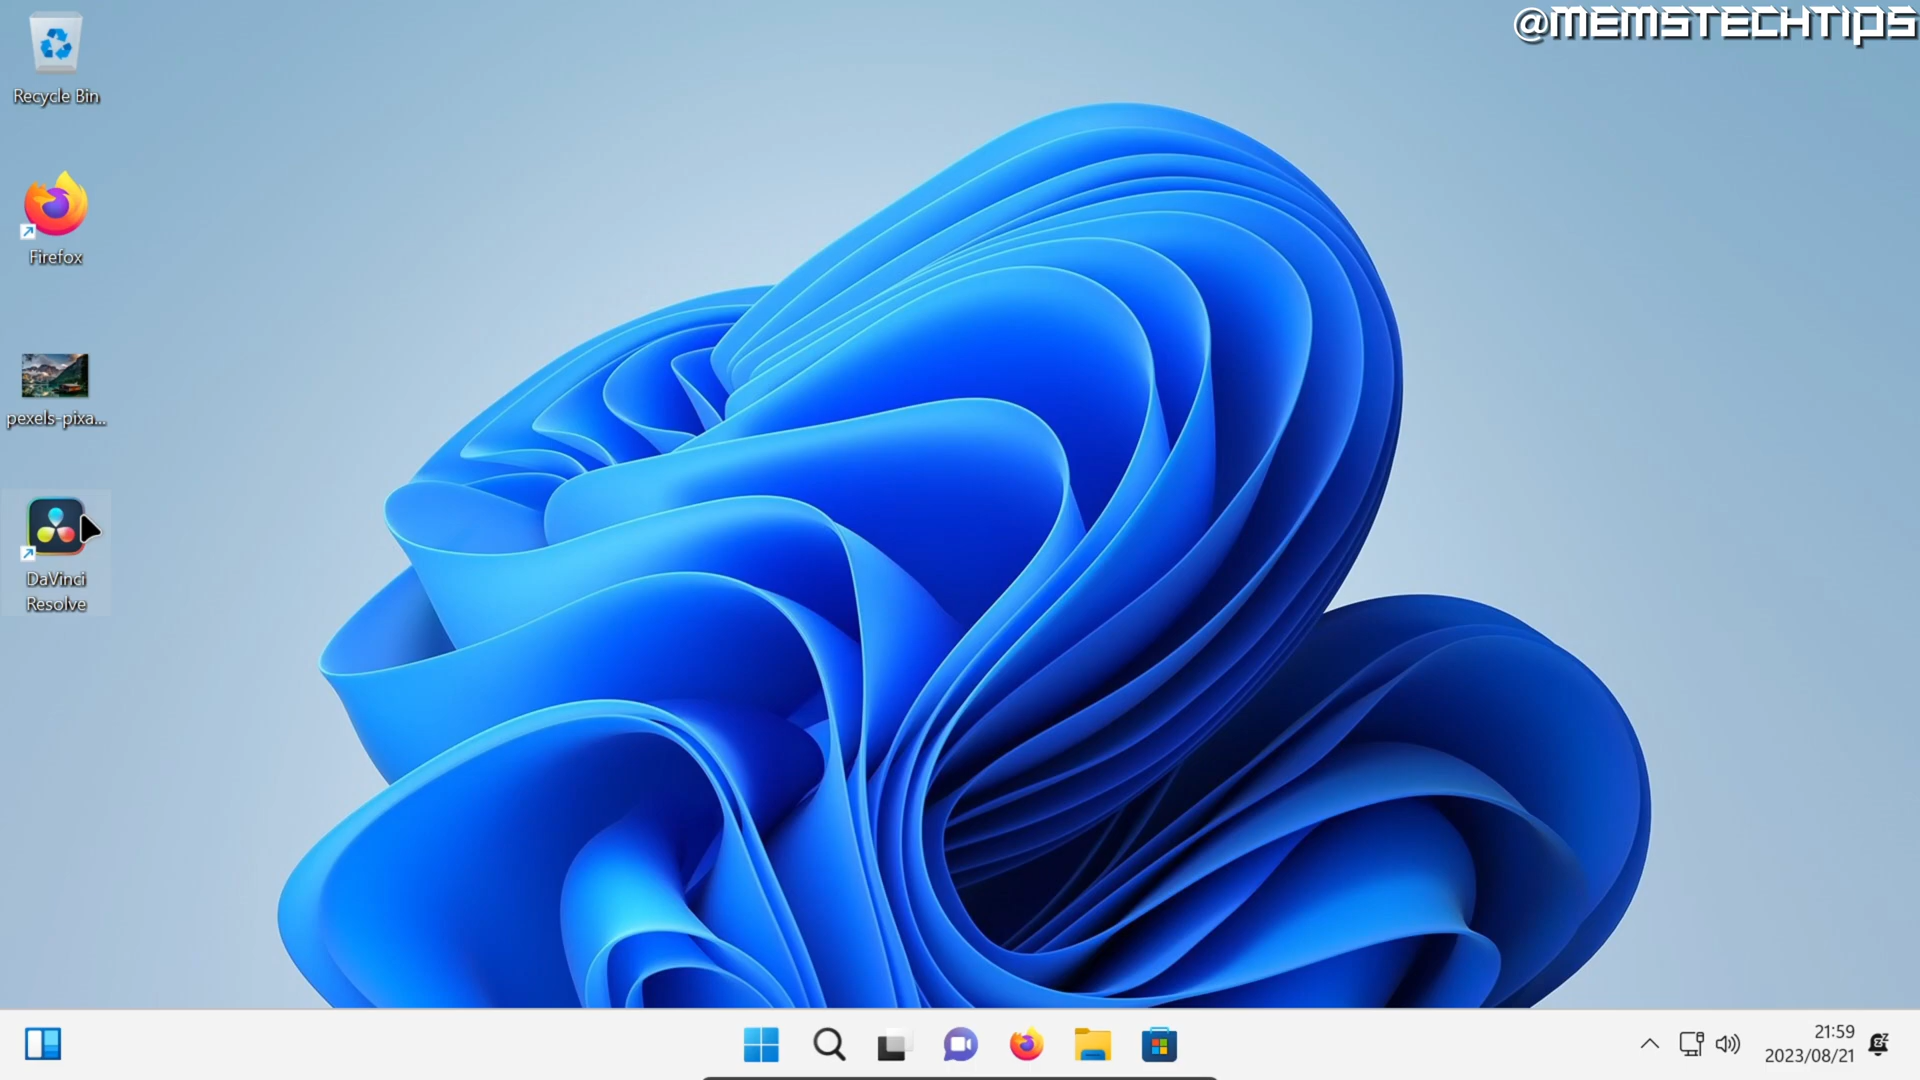 @MEMSTECHTIPS
Recycle Bin
Firefox
pexels-pixa...
DaVinci
Resolve
21:59
2023/08/21